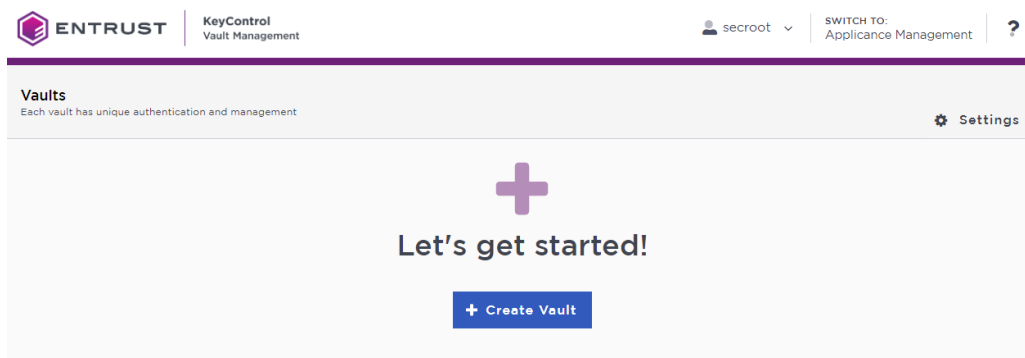 ENTRUST
KeyControl
Vault Management
secroot
SWITCH TO:
Applicance Management
?
Vaults
Each vault has unique authentication and management
Settings
Let's get started!
+ Create Vault